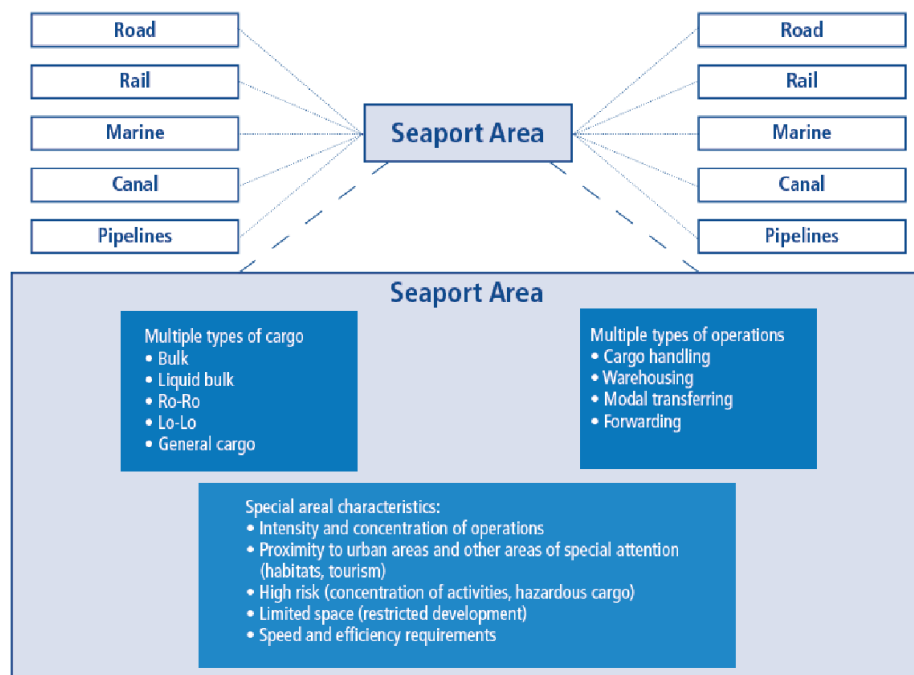 Road
Rail
Marine
Canal
Pipelines
Seaport Area
Road
Rail
Marine
Canal
Pipelines
Seaport Area
Multiple types of cargo
• Bulk
• Liquid bulk
• Ro-Ro
• Lo-Lo
• General cargo
Multiple types of operations
• Cargo handling
• Warehousing
• Modal transferring
• Forwarding
Special areal characteristics:
• Intensity and concentration of operations
• Proximity to urban areas and other areas of special attention
(habitats, tourism)
• High risk (concentration of activities, hazardous cargo)
• Limited space (restricted development)
• Speed and efficiency requirements